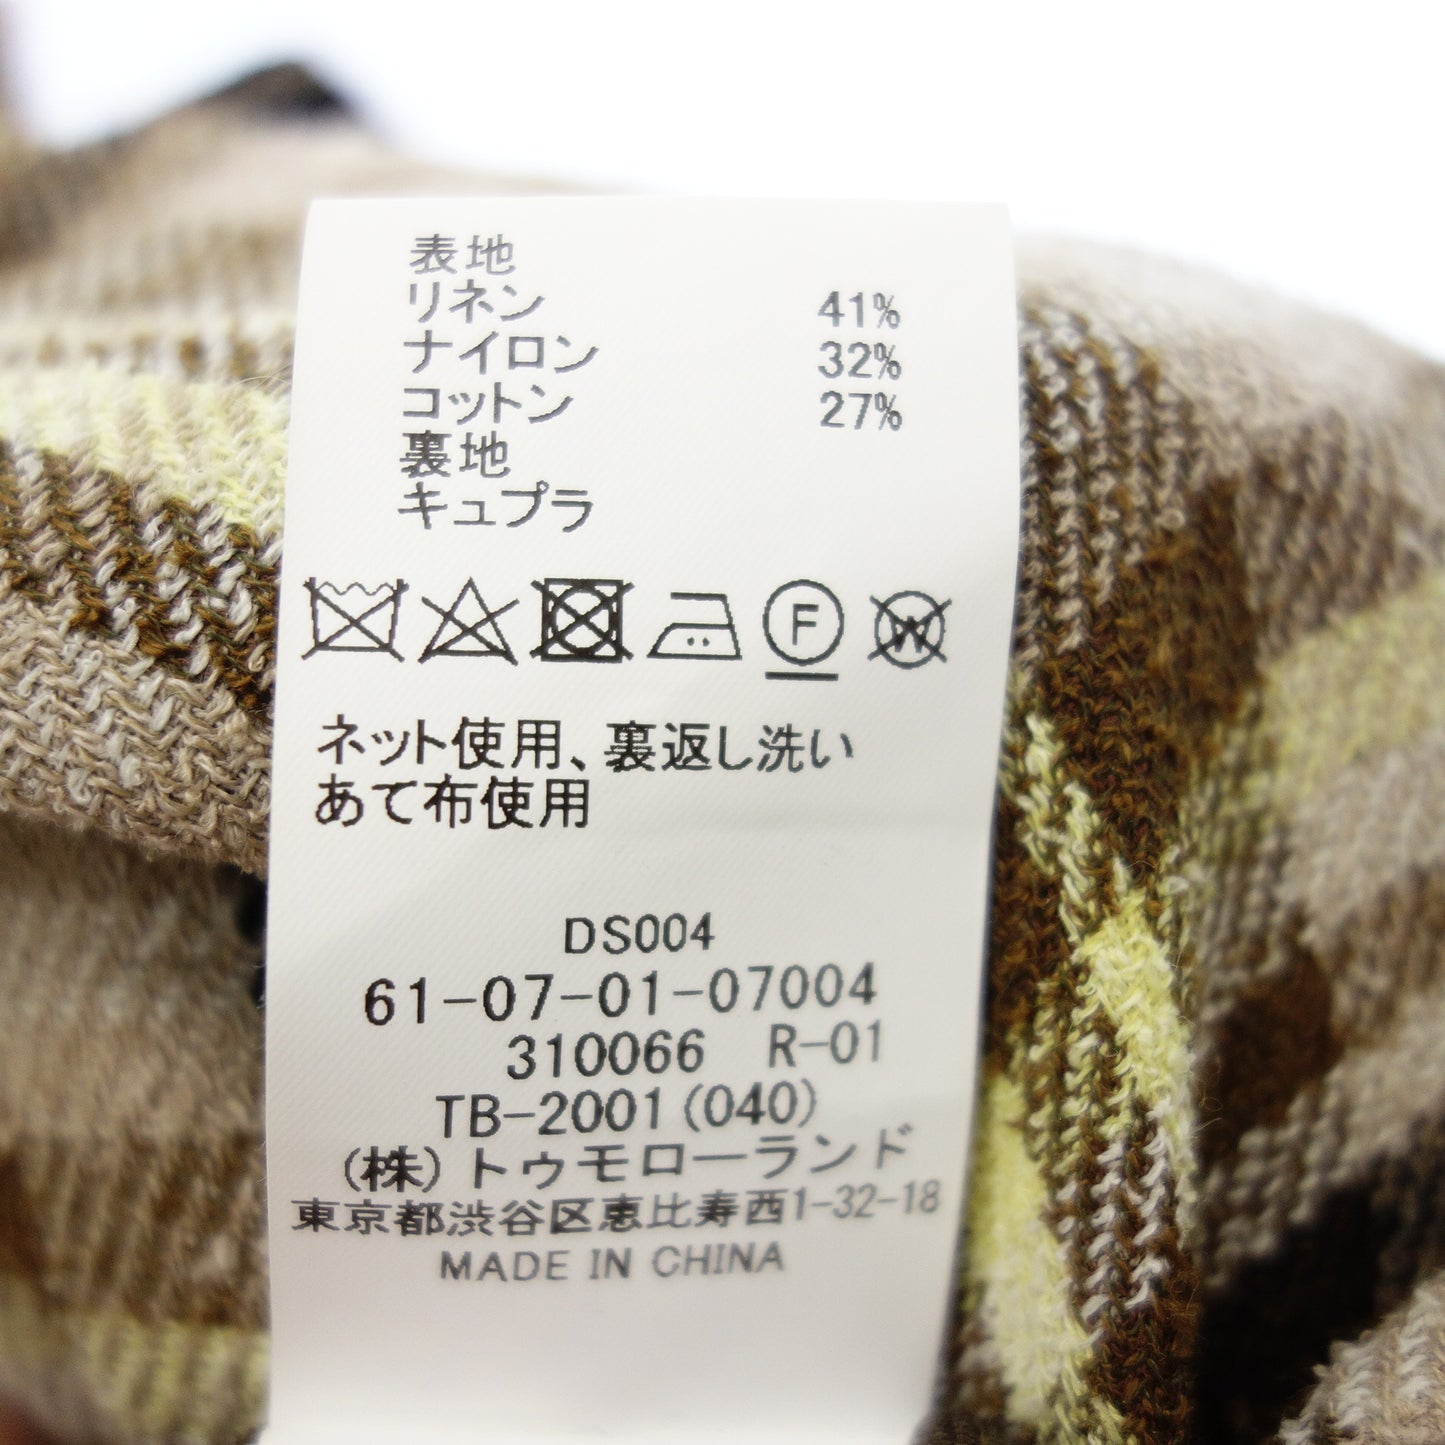 表地
リネン 41%
ナイロン 32%
コットン 27%
裏地
キュプラ
F W
ネット使用、裏返し洗い
あて布使用
DS004
61-07-01-07004
310066 R-01
TB-2001(040)
(株)トゥモローランド
東京都渋谷区恵比寿西1-32-18
MADE IN CHINA